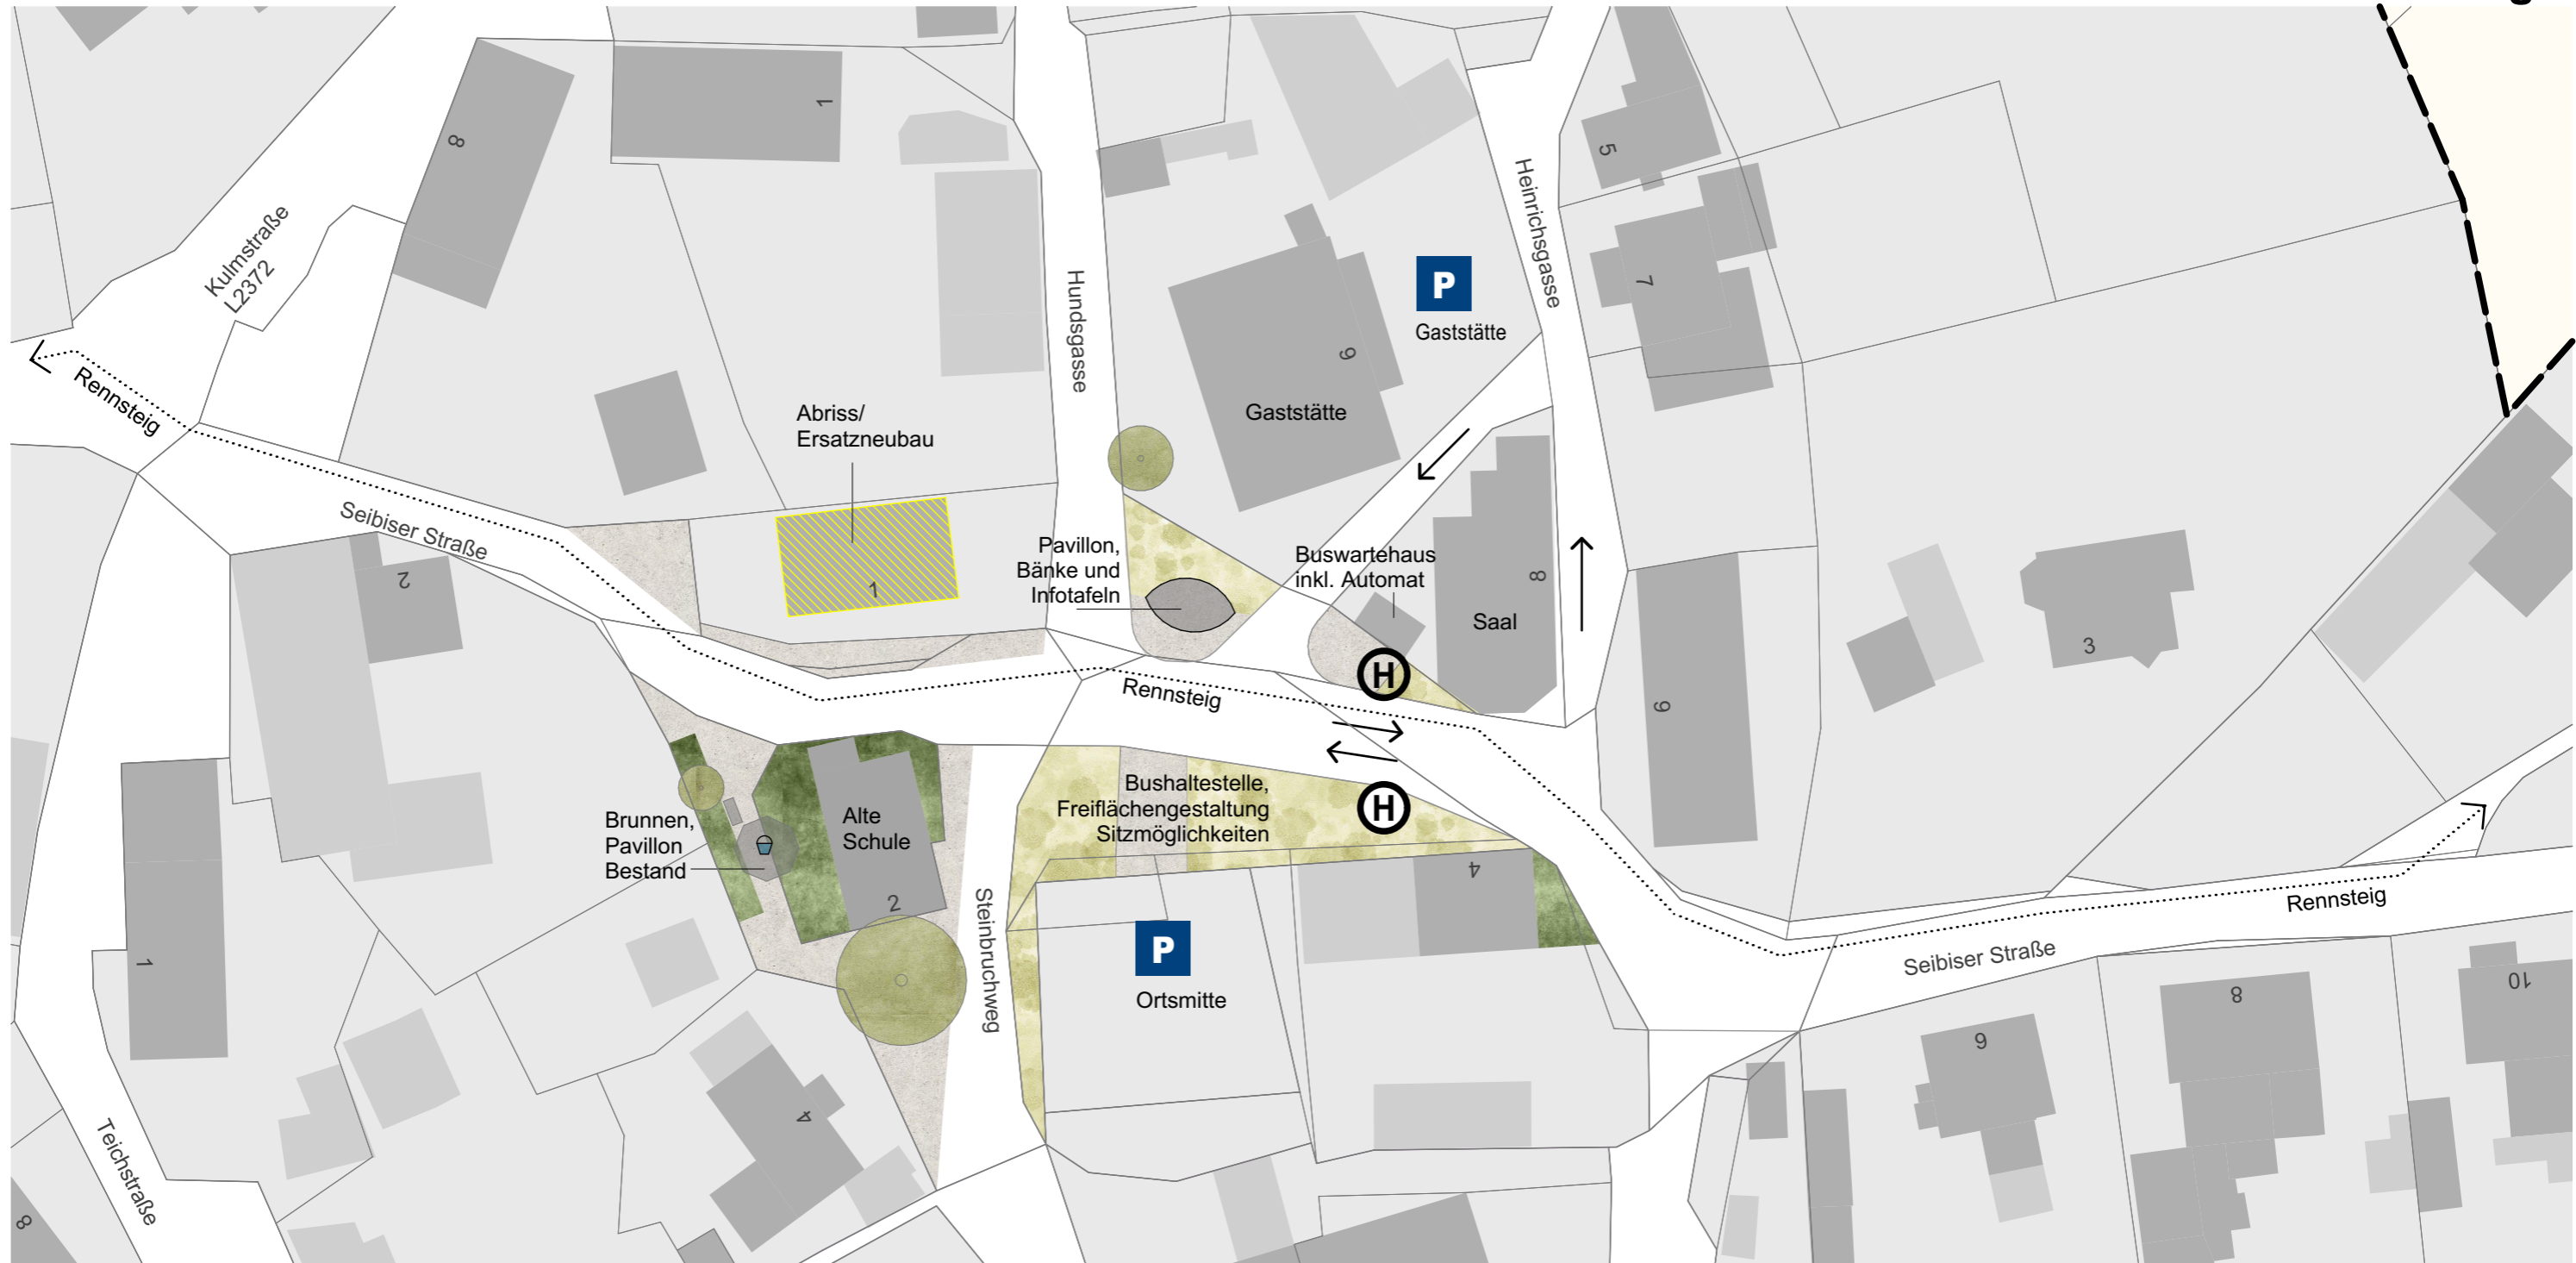 8
1
5
Kulmstraße
L2372
Heinrichsgasse
Hundsgasse
7
P
Gaststätte
9
Gaststätte
Rennsteig
Abriss/
Ersatzneubau
Seibiser Straße
1
2
Pavillon,
Bänke und
Infotafeln
Buswartehaus
inkl. Automat
8
Saal
H
Rennsteig
3
Bushaltestelle,
Freiflächengestaltung
Sitzmöglichkeiten
H
Brunnen,
Pavillon
Bestand
Alte
Schule
2
4
Steinbruchweg
P
Ortsmitte
Rennsteig
Seibiser Straße
1
4
6
8
10
Teichstraße
8